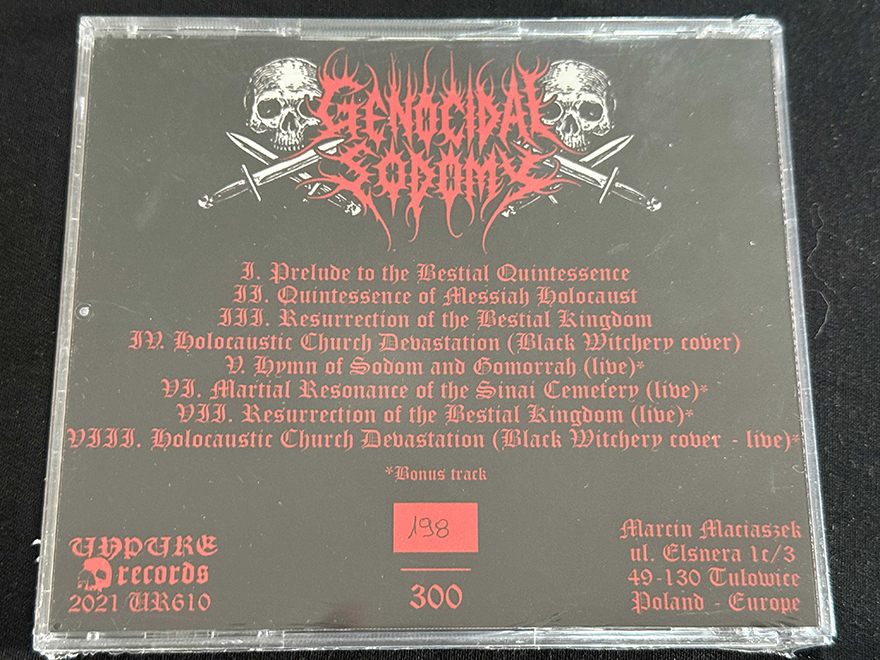 GENOCIDAL
SODOMY
I. Prelude to the Bestial Quintessence
II. Quintessence of Messiah Holocaust
III. Resurrection of the Bestial Kingdom
IV. Holocaustic Church Devastation (Black Witchery cover)
V. Hymn of Sodom and Gomorrah (live)*
VI. Martial Resonance of the Sinai Cemetery (live)*
VII. Resurrection of the Bestial Kingdom (live)*
VIII. Holocaustic Church Devastation (Black Witchery cover - live)*
*Bonus track
198
300
UNPURE
records
2021 UR610
Marcin Maciaszek
ul. Elsnera 1c/3
49-130 Tulowice
Poland - Europe